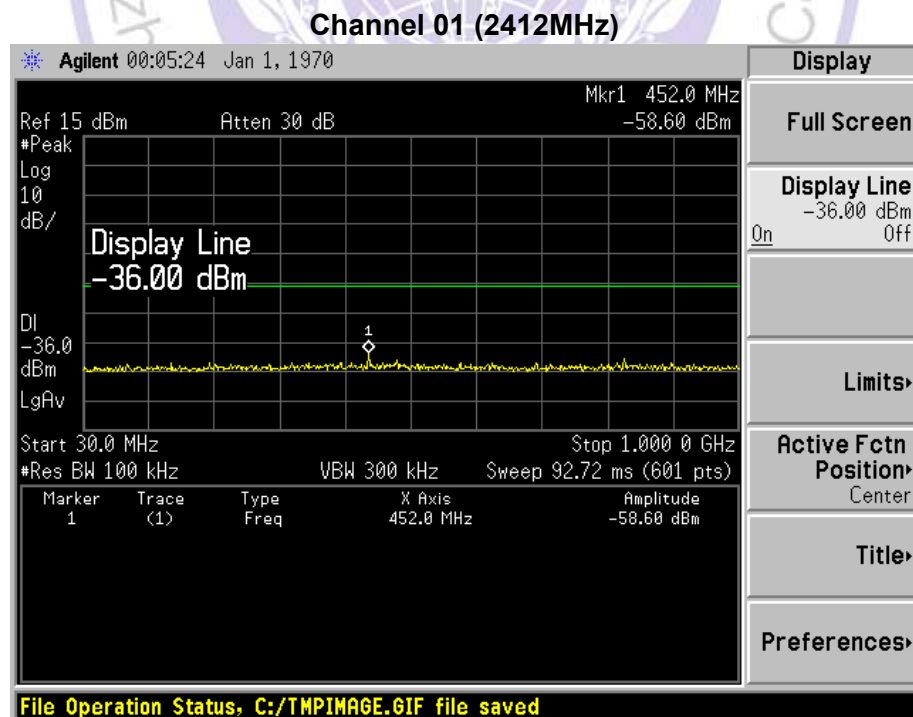 Channel 01 (2412MHz)
Agilent 00:05:24 Jan 1, 1970
Display
Mkr1 452.0 MHz
Ref 15 dBm Atten 30 dB -58.60 dBm
Full Screen
#Peak
Log
10
dB/
Display Line
-36.00 dBm
On Off
Display Line
-36.00 dBm
DI
-36.0
dBm
1
LgAv
Limits
Start 30.0 MHz Stop 1.000 0 GHz
#Res BW 100 kHz VBW 300 kHz Sweep 92.72 ms (601 pts)
Active Fctn
Position
Center
Marker Trace Type X Axis Amplitude
1 (1) Freq 452.0 MHz -58.60 dBm
Title
Preferences
File Operation Status, C:/TMPIMAGE.GIF file saved